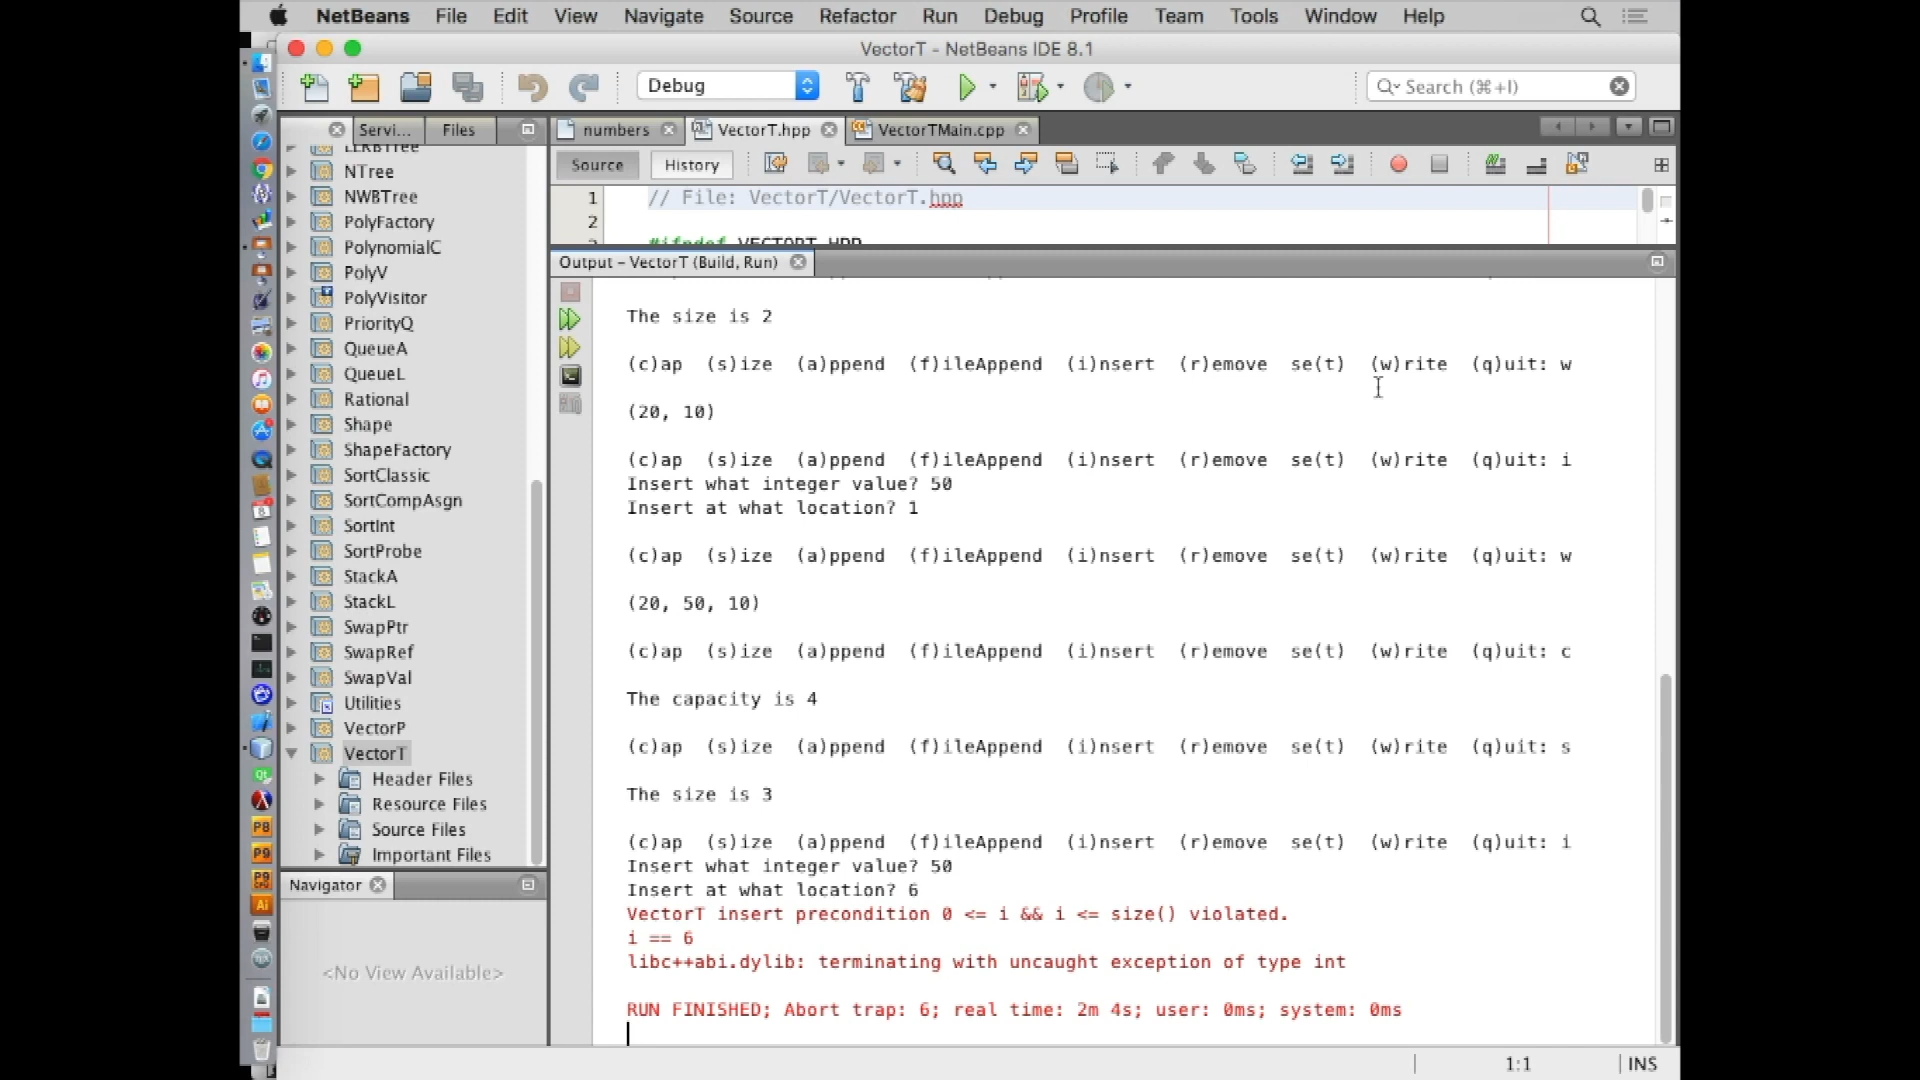 NetBeans File Edit View Navigate Source Refactor Run Debug Profile Team Tools Window Help
VectorT - NetBeans IDE 8.1
Debug
Search (⌘+I)
Servi... Files
numbers VectorT.hpp VectorTMain.cpp
Source History
1 // File: VectorT/VectorT.hpp
2
#ifndef VECTORT_HPP
LLRBTree
NTree
NWBTree
PolyFactory
PolynomialC
PolyV
PolyVisitor
PriorityQ
QueueA
QueueL
Rational
Shape
ShapeFactory
SortClassic
SortCompAsgn
SortInt
SortProbe
StackA
StackL
SwapPtr
SwapRef
SwapVal
Utilities
VectorP
VectorT
Header Files
Resource Files
Source Files
Important Files
Navigator
<No View Available>
Output - VectorT (Build, Run)
The size is 2
(c)ap (s)ize (a)ppend (f)ileAppend (i)nsert (r)emove se(t) (w)rite (q)uit: w
(20, 10)
(c)ap (s)ize (a)ppend (f)ileAppend (i)nsert (r)emove se(t) (w)rite (q)uit: i
Insert what integer value? 50
Insert at what location? 1
(c)ap (s)ize (a)ppend (f)ileAppend (i)nsert (r)emove se(t) (w)rite (q)uit: w
(20, 50, 10)
(c)ap (s)ize (a)ppend (f)ileAppend (i)nsert (r)emove se(t) (w)rite (q)uit: c
The capacity is 4
(c)ap (s)ize (a)ppend (f)ileAppend (i)nsert (r)emove se(t) (w)rite (q)uit: s
The size is 3
(c)ap (s)ize (a)ppend (f)ileAppend (i)nsert (r)emove se(t) (w)rite (q)uit: i
Insert what integer value? 50
Insert at what location? 6
VectorT insert precondition 0 <= i && i <= size() violated.
i == 6
libc++abi.dylib: terminating with uncaught exception of type int
RUN FINISHED; Abort trap: 6; real time: 2m 4s; user: 0ms; system: 0ms
1:1 INS